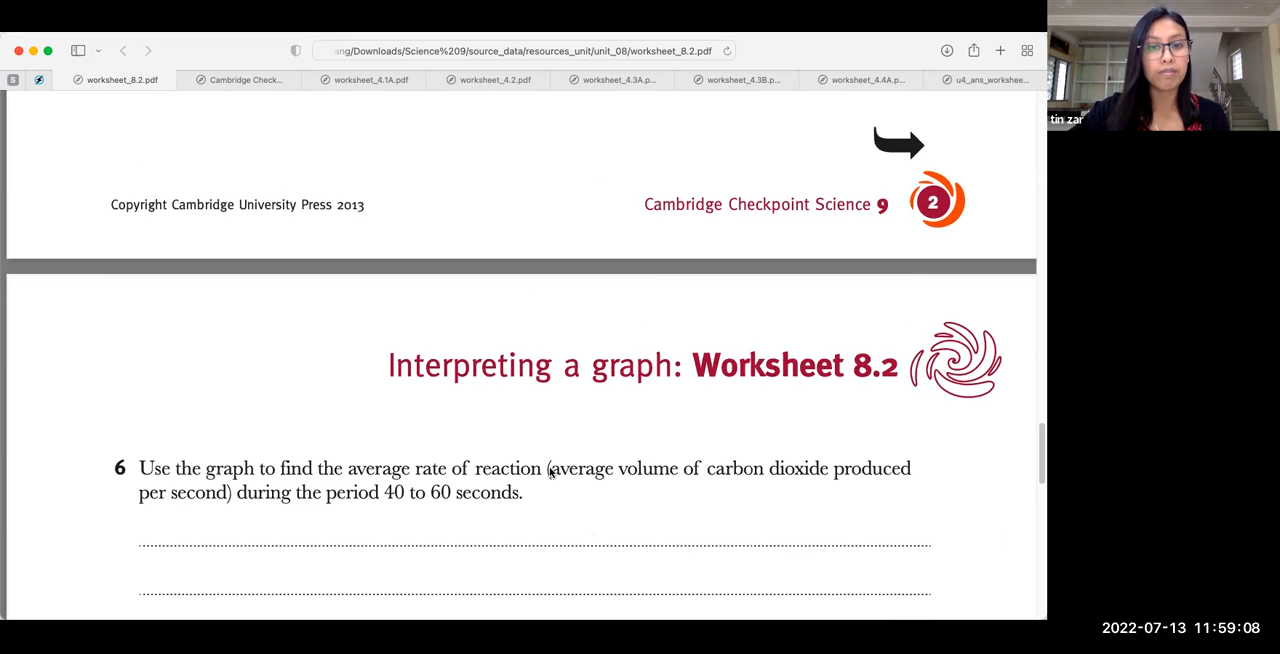 ang/Downloads/Science%209/source_data/resources_unit/unit_08/worksheet_8.2.pdf
S
worksheet_8.2.pdf
Cambridge Check...
worksheet_4.1A.pdf
worksheet_4.2.pdf
worksheet_4.3A.p...
worksheet_4.3B.p...
worksheet_4.4A.p...
u4_ans_workshee...
tin zar
Copyright Cambridge University Press 2013
Cambridge Checkpoint Science 9
2
Interpreting a graph: Worksheet 8.2
6 Use the graph to find the average rate of reaction (average volume of carbon dioxide produced
per second) during the period 40 to 60 seconds.
2022-07-13 11:59:08